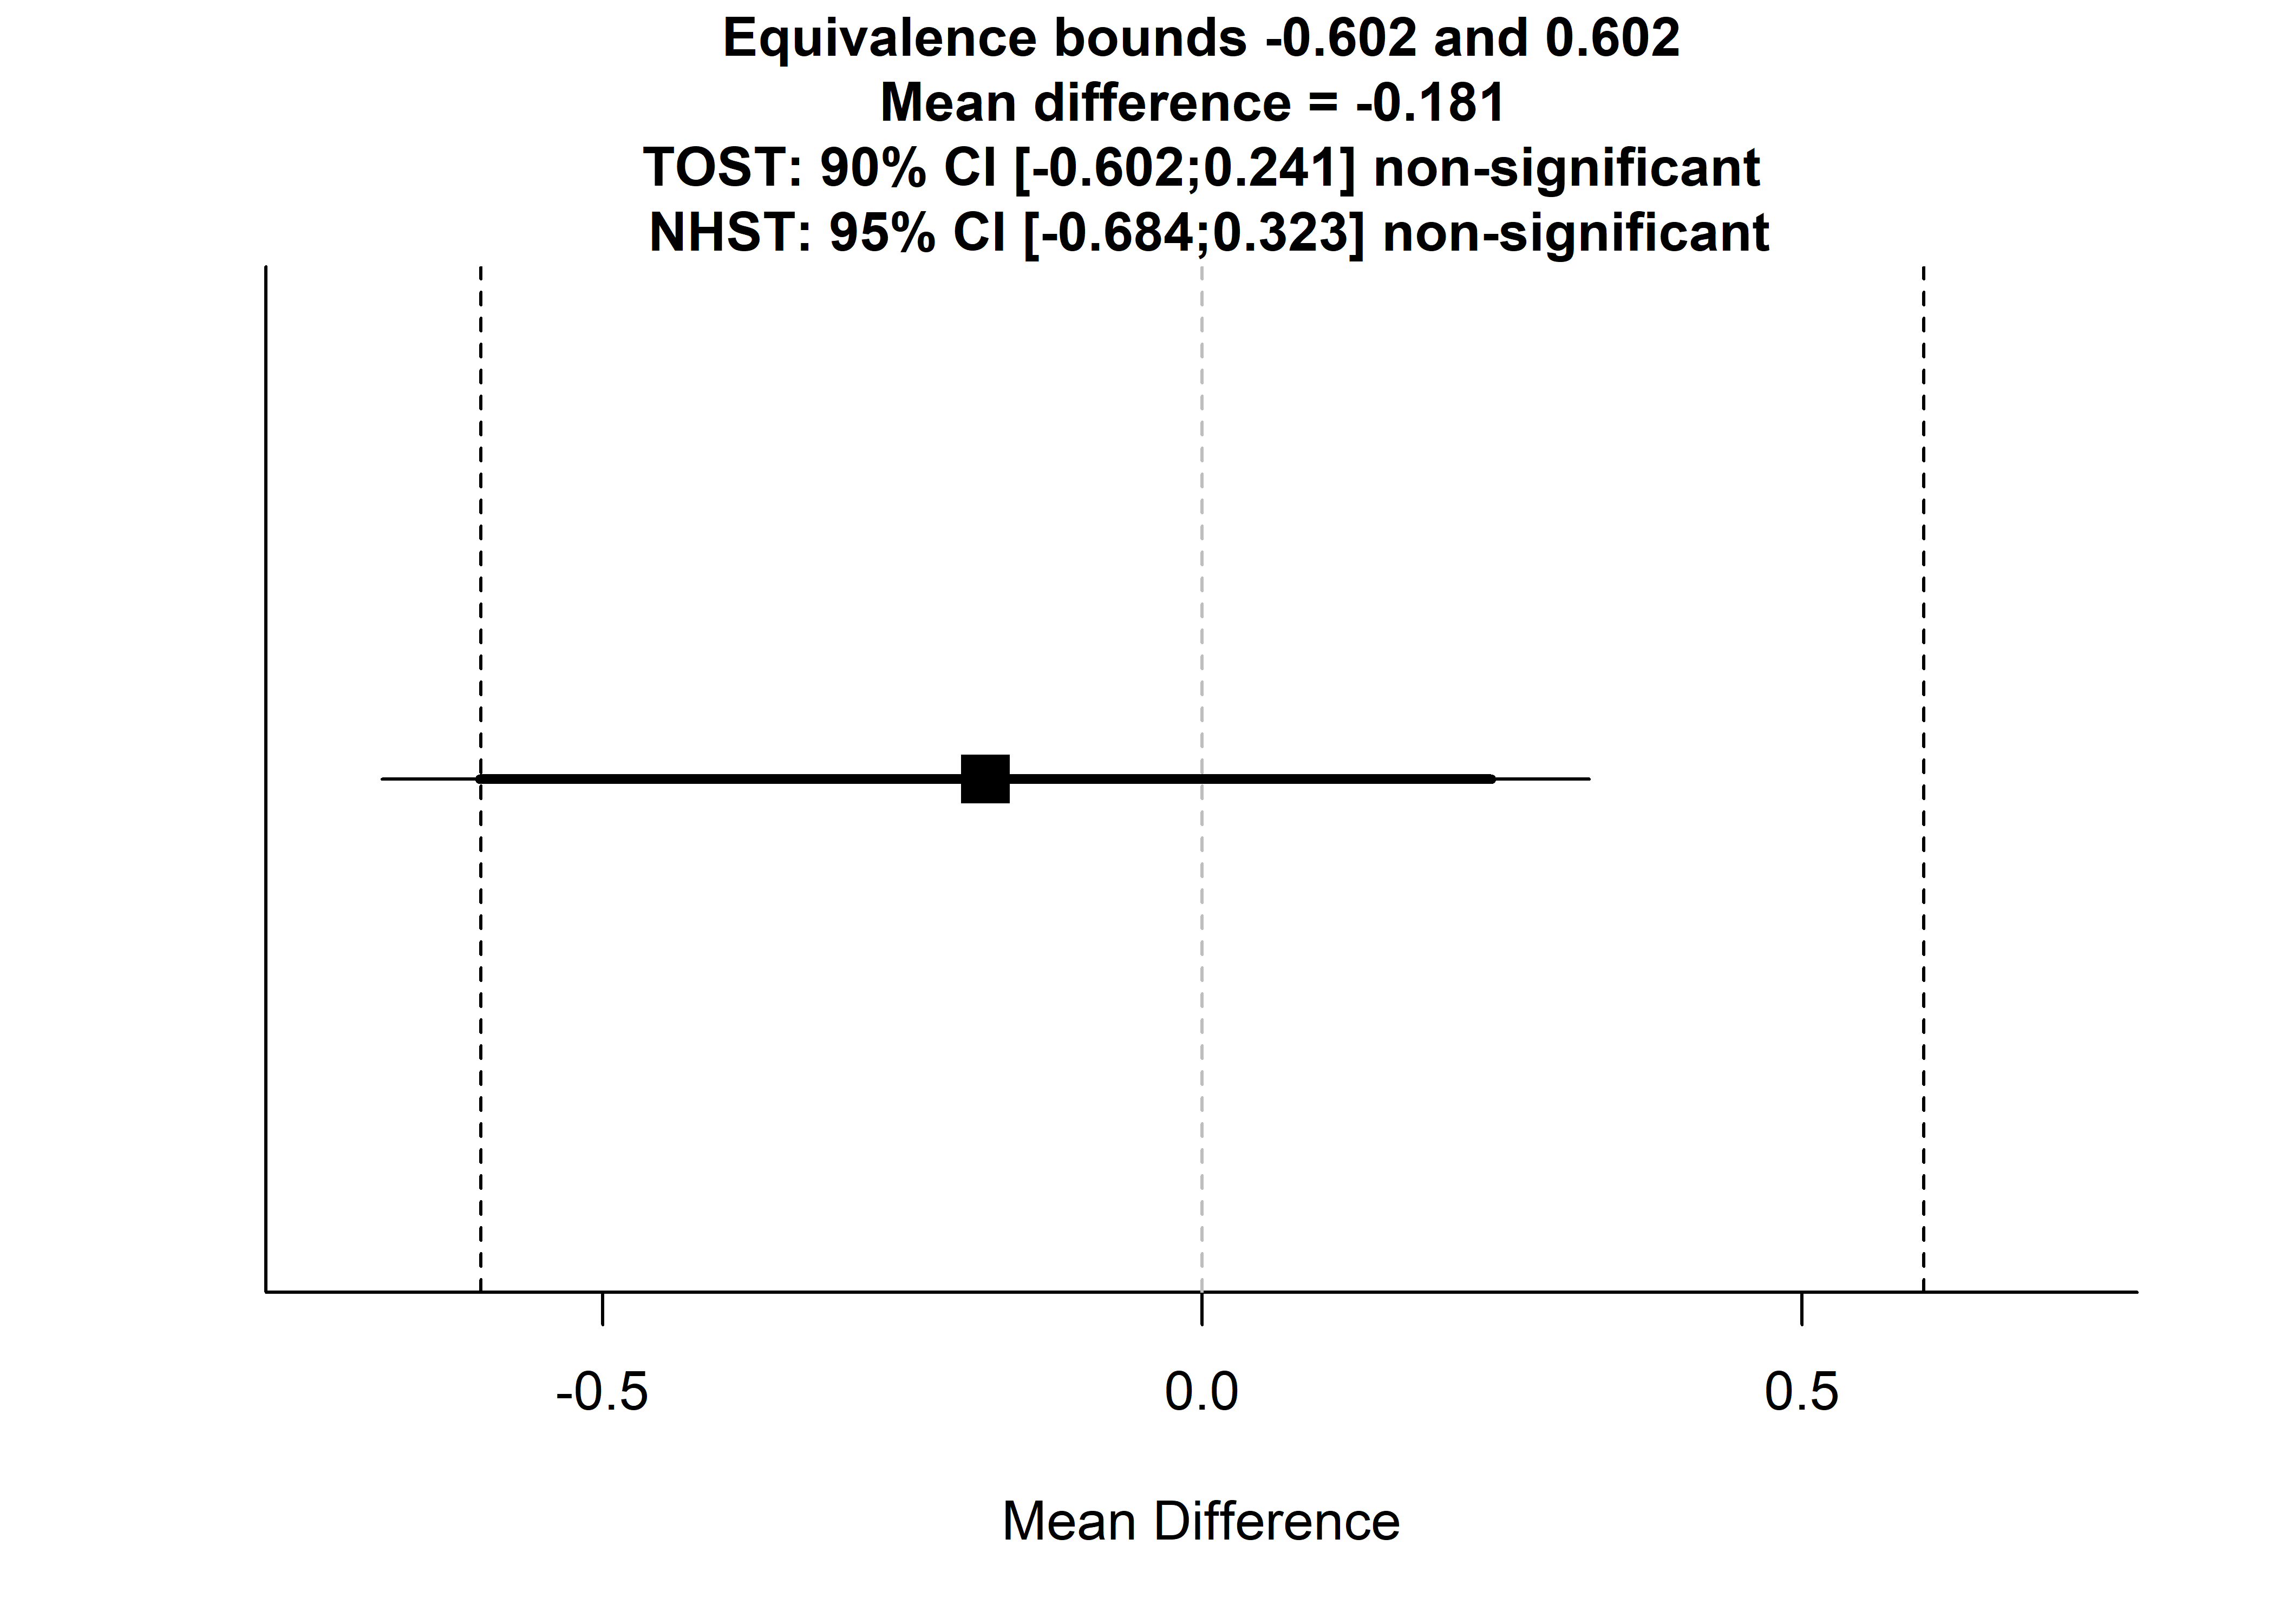 Equivalence bounds -0.602 and 0.602
Mean difference = -0.181
TOST: 90% CI [-0.602;0.241] non-significant
NHST: 95% CI [-0.684;0.323] non-significant
-0.5 0.0 0.5
Mean Difference